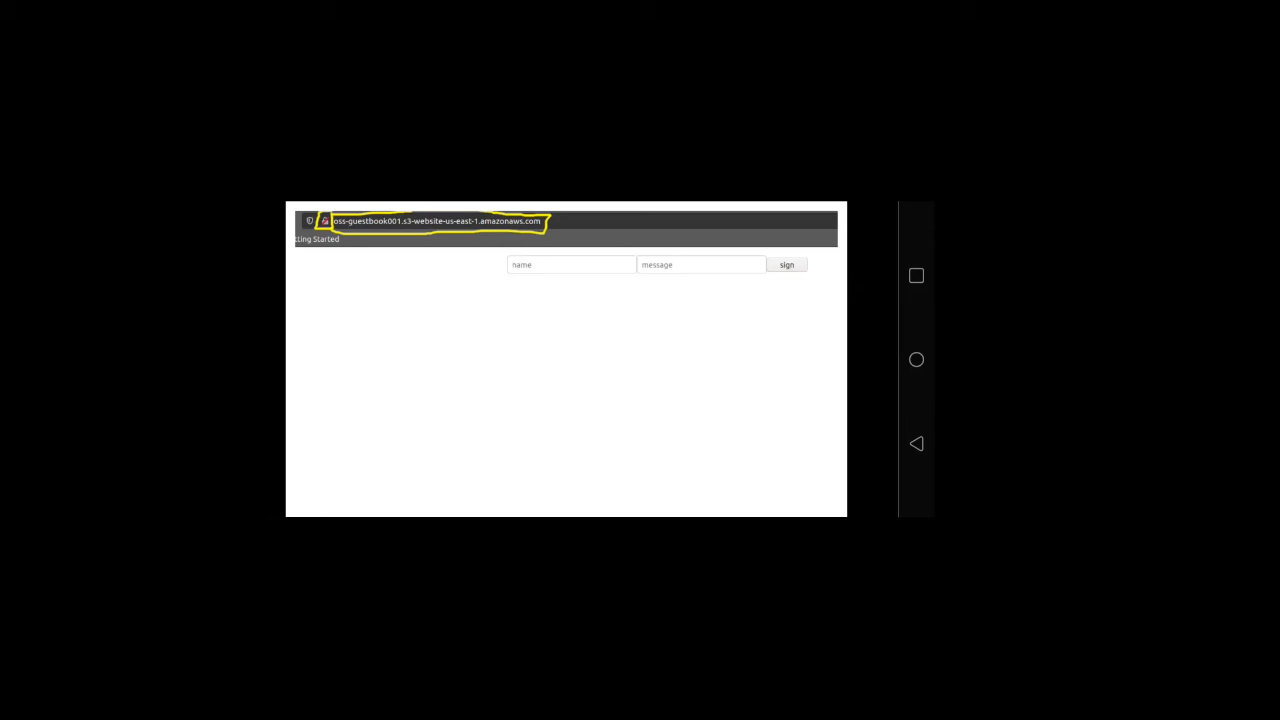 oss-guestbook001.s3-website-us-east-1.amazonaws.com
tting Started
name message sign